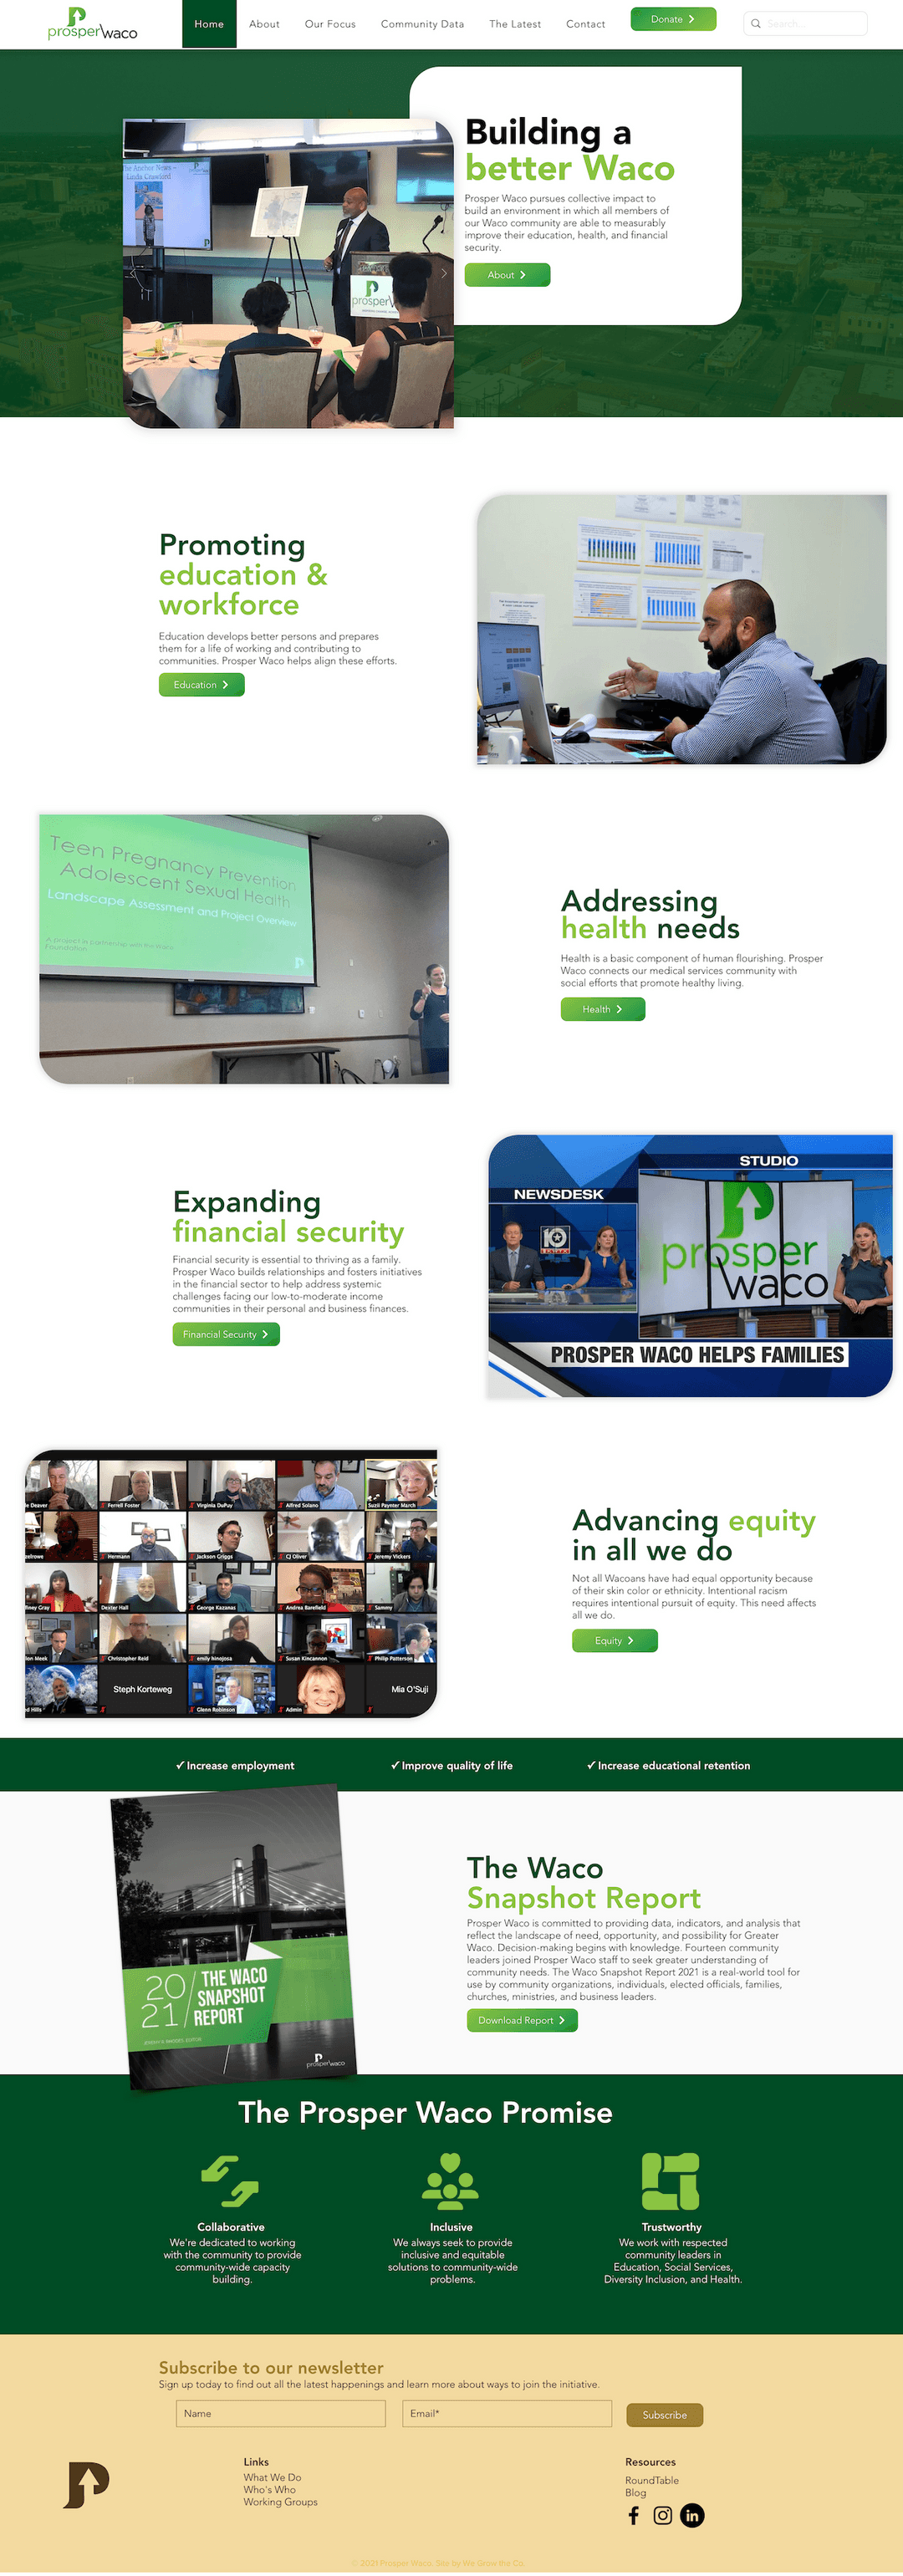 prosperwaco
Home
About
Our Focus
Community Data
The Latest
Contact
Donate
Search...
Building a
better Waco
Prosper Waco pursues collective impact to
build an environment in which all members of
our Waco community are able to measurably
improve their education, health, and financial
security.
About
Promoting
education &
workforce
Education develops better persons and prepares
them for a life of working and contributing to
communities. Prosper Waco helps align these efforts.
Education
Teen Pregnancy Prevention
Adolescent Sexual Health
Landscape Assessment and Project Overview
Addressing
health needs
Health is a basic component of human flourishing. Prosper
Waco connects our medical services community with
social efforts that promote healthy living.
Health
Expanding
financial security
Financial security is essential to thriving as a family.
Prosper Waco builds relationships and fosters initiatives
in the financial sector to help address systemic
challenges facing our low-to-moderate income
communities in their personal and business finances.
Financial Security
STUDIO
NEWSDESK
10
prosper
waco
PROSPER WACO HELPS FAMILIES
Deaver
Ferrell Foster
Virginia DuPuy
Alfred Solano
Suzii Paynter March
Hermann
Jackson Griggs
CJ Oliver
Jeremy Vickers
Gray
Dexter Hall
George Kazanas
Andrea Barefield
Sammy
Meek
Christopher Reid
emily hinojosa
Susan Kincannon
Philip Patterson
Hills
Steph Korteweg
Glenn Robinson
Admin
Mia O'Suji
Advancing equity
in all we do
Not all Wacoans have had equal opportunity because
of their skin color or ethnicity. Intentional racism
requires intentional pursuit of equity. This need affects
all we do.
Equity
✓ Increase employment
✓ Improve quality of life
✓ Increase educational retention
20
21
THE WACO
SNAPSHOT
REPORT
prosperwaco
The Waco
Snapshot Report
Prosper Waco is committed to providing data, indicators, and analysis that
reflect the landscape of need, opportunity, and possibility for Greater
Waco. Decision-making begins with knowledge. Fourteen community
leaders joined Prosper Waco staff to seek greater understanding of
community needs. The Waco Snapshot Report 2021 is a real-world tool for
use by community organizations, individuals, elected officials, families,
churches, ministries, and business leaders.
Download Report
The Prosper Waco Promise
Collaborative
We're dedicated to working
with the community to provide
community-wide capacity
building.
Inclusive
We always seek to provide
inclusive and equitable
solutions to community-wide
problems.
Trustworthy
We work with respected
community leaders in
Education, Social Services,
Diversity Inclusion, and Health.
Subscribe to our newsletter
Sign up today to find out all the latest happenings and learn more about ways to join the initiative.
Name
Email*
Subscribe
Links
What We Do
Who's Who
Working Groups
Resources
RoundTable
Blog
© 2021 Prosper Waco. Site by We Grow the Co.